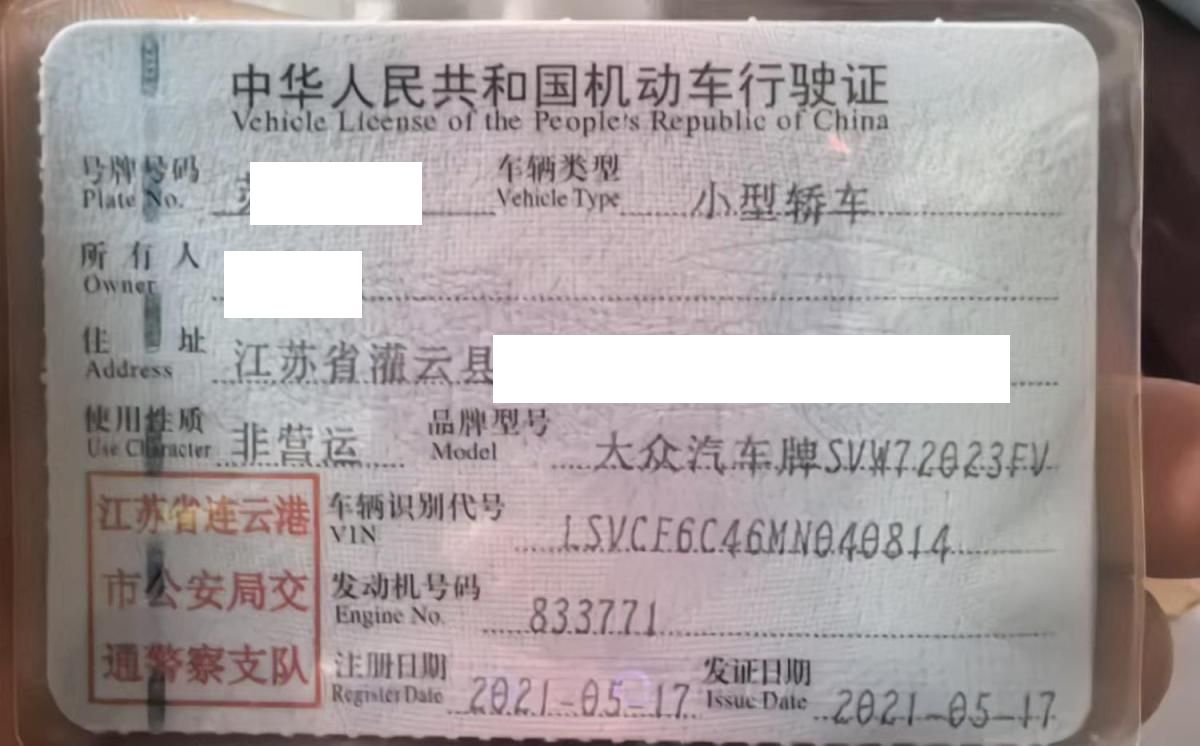 中华人民共和国机动车行驶证
Vehicle License of the People's Republic of China
号牌号码 车辆类型 小型轿车
Plate No. Vehicle Type
所有人
Owner
住址 江苏省灌云县
Address
使用性质 非营运 品牌型号 大众汽车牌SVW72023FV
Use Character Model
车辆识别代号 LSVCF6C46MN040814
VIN
发动机号码 833771
Engine No.
注册日期 2021-05-17 发证日期 2021-05-17
Register Date Issue Date
江苏省连云港
市公安局交
通警察支队